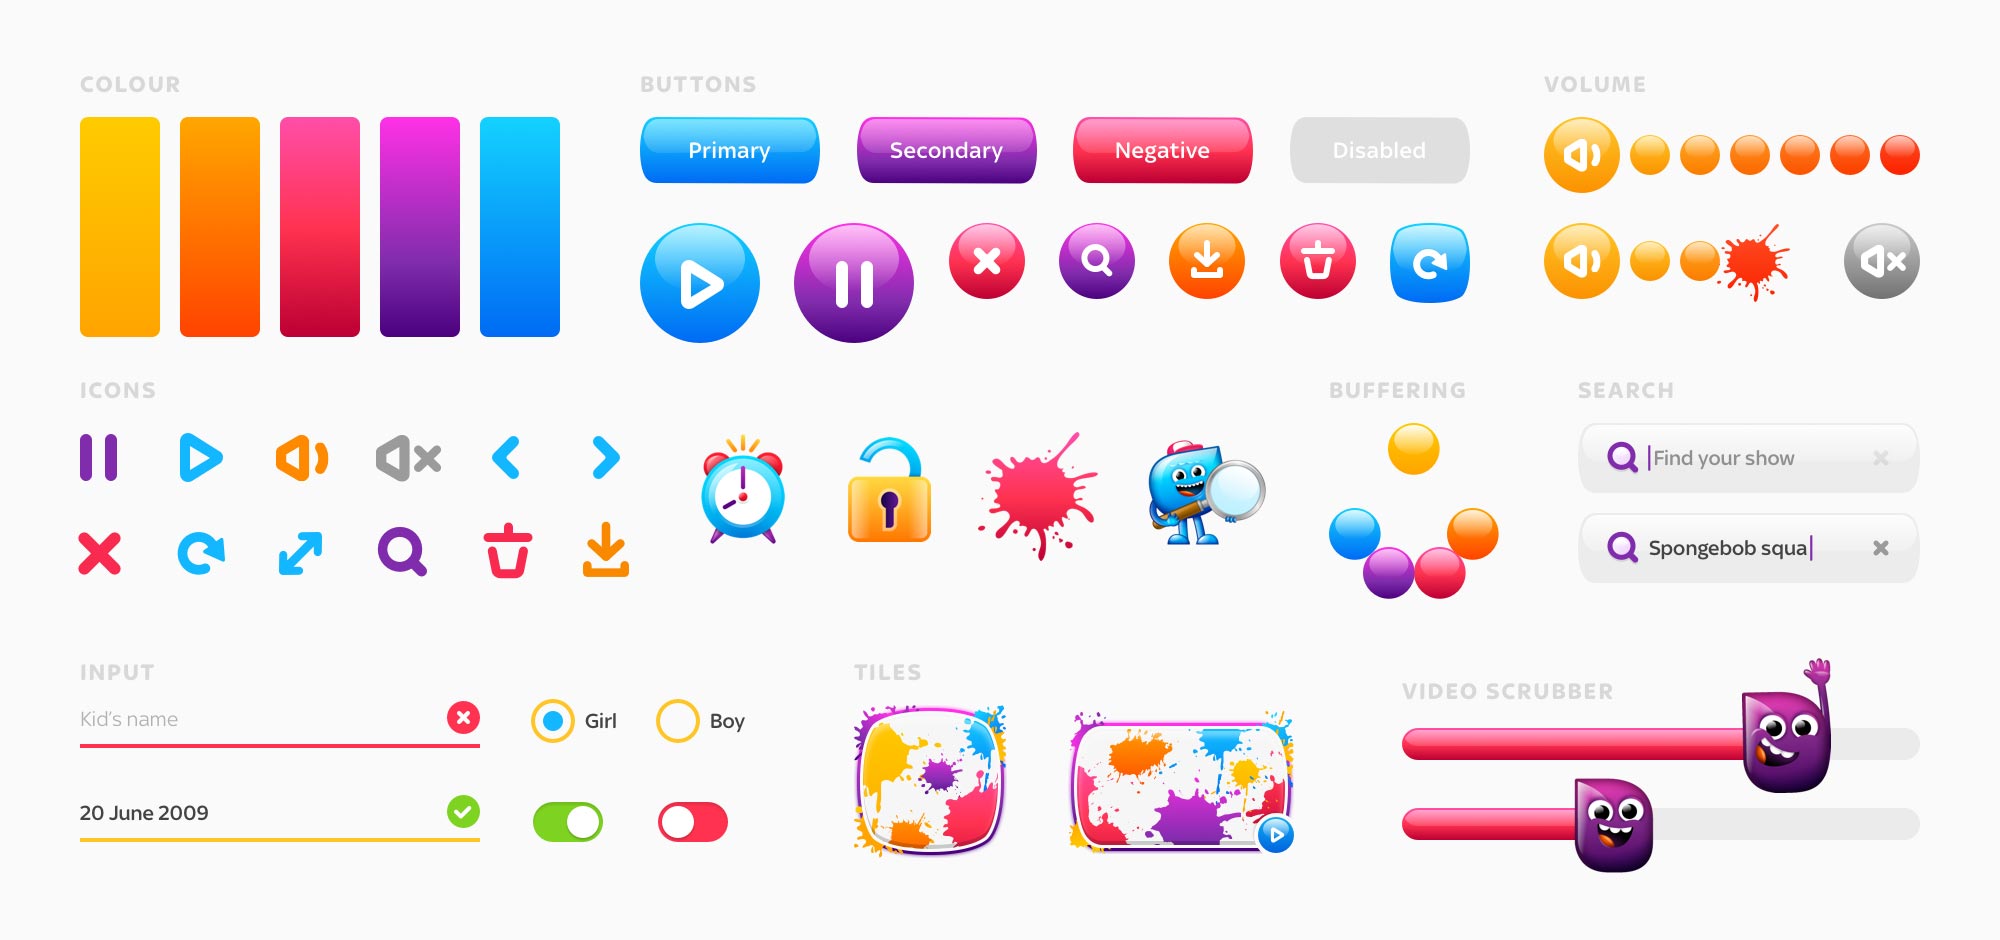 COLOUR
BUTTONS
VOLUME
Primary
Secondary
Negative
Disabled
ICONS
BUFFERING
SEARCH
Find your show
Spongebob squa
INPUT
TILES
VIDEO SCRUBBER
Kid's name
Girl
Boy
20 June 2009